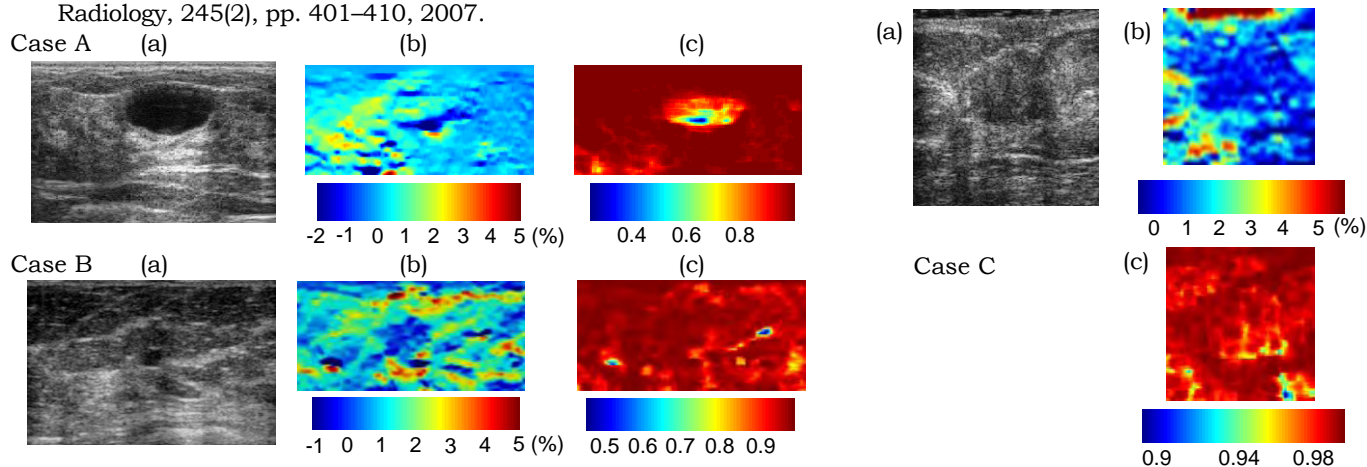 Radiology, 245(2), pp. 401–410, 2007.
Case A (a) (b) (c)
-2 -1 0 1 2 3 4 5 (%)
0.4 0.6 0.8
Case B (a) (b) (c)
-1 0 1 2 3 4 5 (%)
0.5 0.6 0.7 0.8 0.9
(a) (b)
0 1 2 3 4 5 (%)
Case C (c)
0.9 0.94 0.98